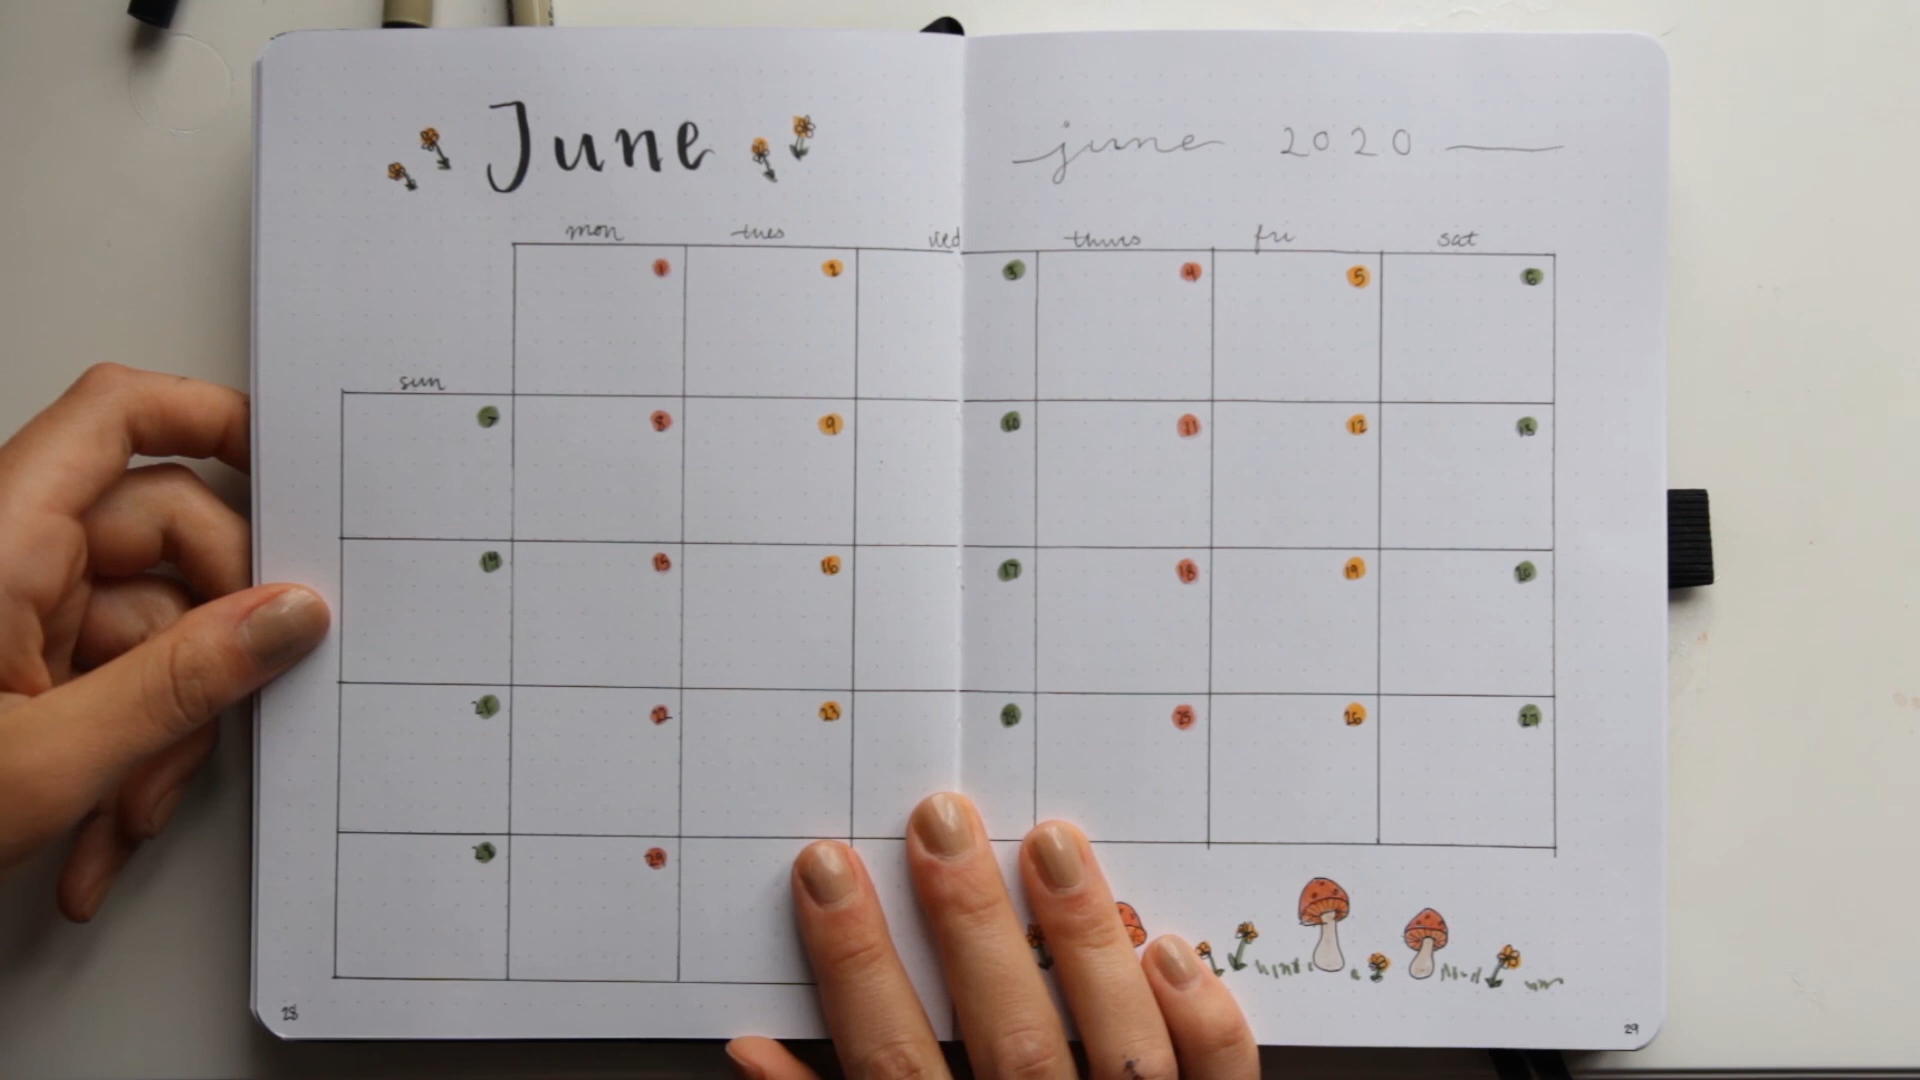 June
june 2020
mon tues wed thurs fri sat
1 2 3 4 5 6
sun
7 8 9 10 11 12 13
14 15 16 17 18 19 20
21 22 23 24 25 26 27
28 29
28
29